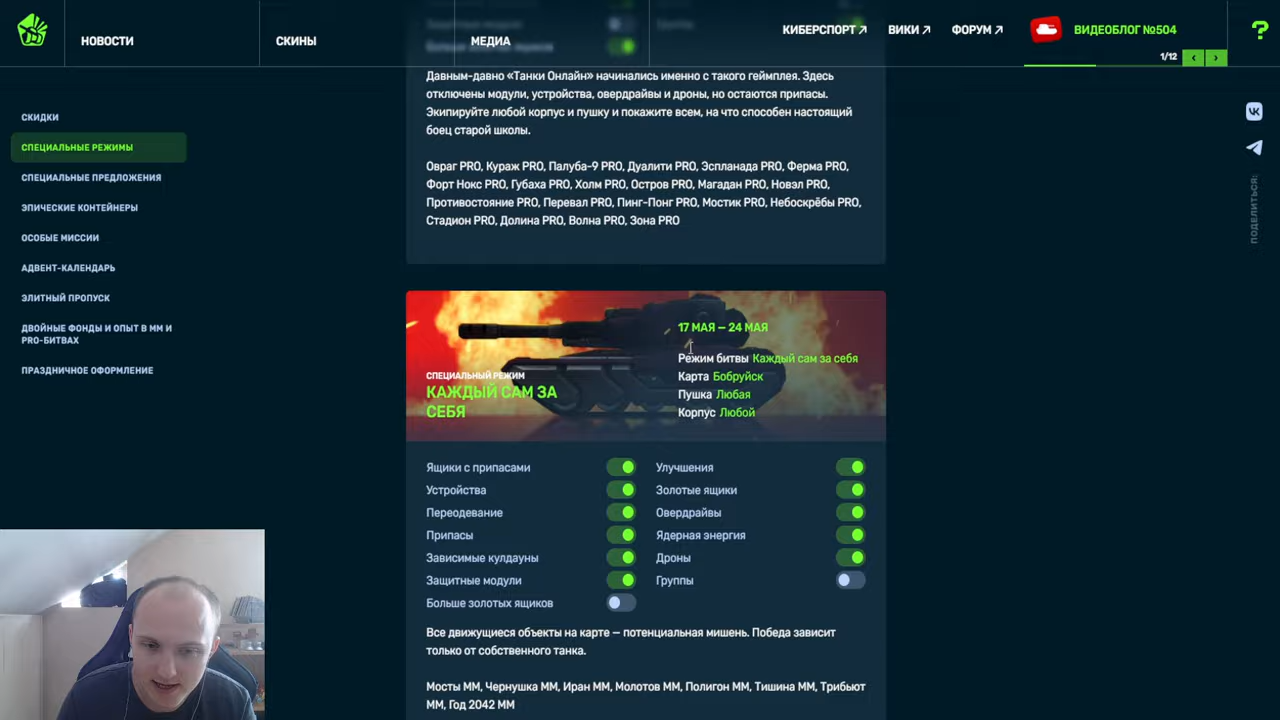 НОВОСТИ
СКИНЫ
МЕДИА
КИБЕРСПОРТ
ВИКИ
ФОРУМ
ВИДЕОБЛОГ №504
?
1/12
СКИДКИ
СПЕЦИАЛЬНЫЕ РЕЖИМЫ
СПЕЦИАЛЬНЫЕ ПРЕДЛОЖЕНИЯ
ЭПИЧЕСКИЕ КОНТЕЙНЕРЫ
ОСОБЫЕ МИССИИ
АДВЕНТ-КАЛЕНДАРЬ
ЭЛИТНЫЙ ПРОПУСК
ДВОЙНЫЕ ФОНДЫ И ОПЫТ В ММ И
PRO-БИТВАХ
ПРАЗДНИЧНОЕ ОФОРМЛЕНИЕ
Защитные модули
Группы
Больше золотых ящиков
Давным-давно «Танки Онлайн» начинались именно с такого геймплея. Здесь
отключены модули, устройства, овердрайвы и дроны, но остаются припасы.
Экипируйте любой корпус и пушку и покажите всем, на что способен настоящий
боец старой школы.
Овраг PRO, Кураж PRO, Палуба-9 PRO, Дуалити PRO, Эспланада PRO, Ферма PRO,
Форт Нокс PRO, Губаха PRO, Холм PRO, Остров PRO, Магадан PRO, Новэл PRO,
Противостояние PRO, Перевал PRO, Пинг-Понг PRO, Мостик PRO, Небоскрёбы PRO,
Стадион PRO, Долина PRO, Волна PRO, Зона PRO
СПЕЦИАЛЬНЫЙ РЕЖИМ
КАЖДЫЙ САМ ЗА
СЕБЯ
17 МАЯ — 24 МАЯ
Режим битвы Каждый сам за себя
Карта Бобруйск
Пушка Любая
Корпус Любой
Ящики с припасами
Улучшения
Устройства
Золотые ящики
Переодевание
Овердрайвы
Припасы
Ядерная энергия
Зависимые кулдауны
Дроны
Защитные модули
Группы
Больше золотых ящиков
Все движущиеся объекты на карте — потенциальная мишень. Победа зависит
только от собственного танка.
Мосты ММ, Чернушка ММ, Иран ММ, Молотов ММ, Полигон ММ, Тишина ММ, Трибьют
ММ, Год 2042 ММ
ПОДЕЛИТЬСЯ: